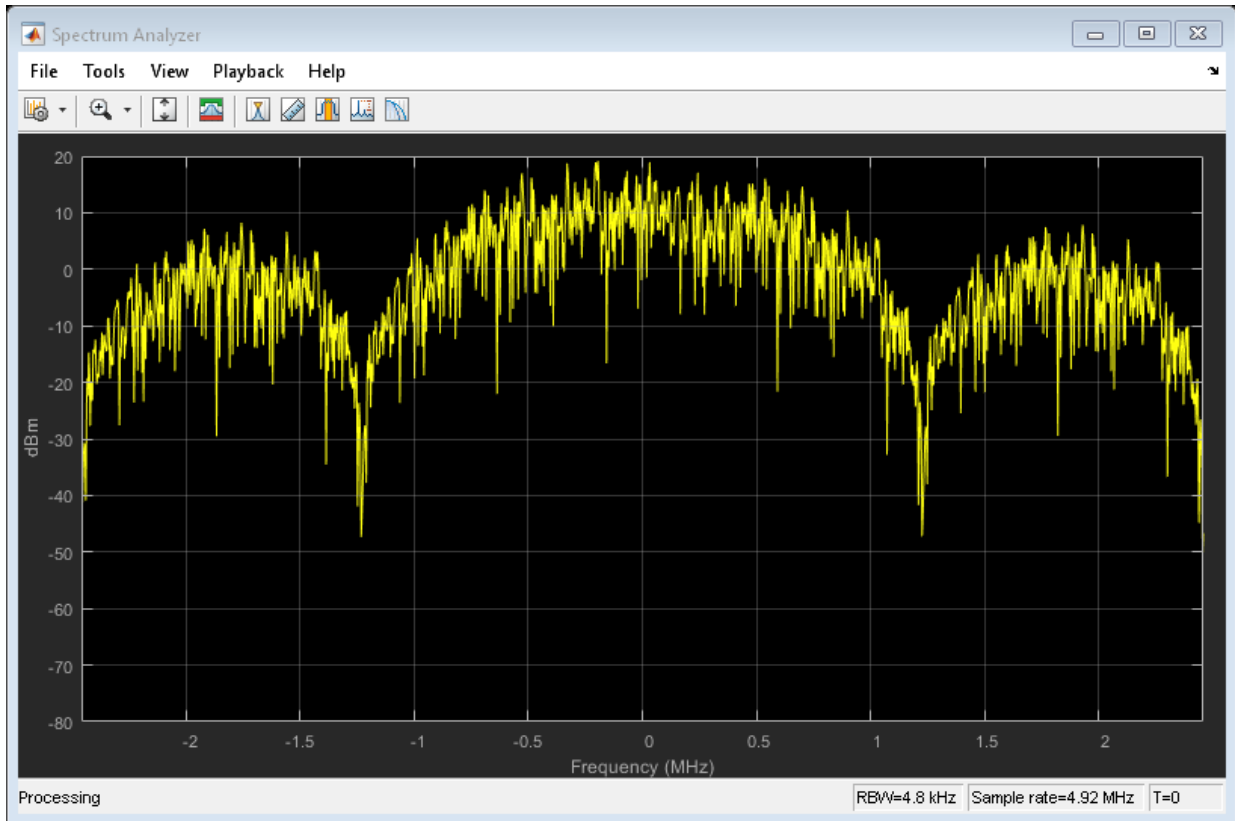 Spectrum Analyzer
File Tools View Playback Help
20
10
0
-10
-20
-30
-40
-50
-60
-70
-80
dBm
-2 -1.5 -1 -0.5 0 0.5 1 1.5 2
Frequency (MHz)
Processing RBW=4.8 kHz Sample rate=4.92 MHz T=0